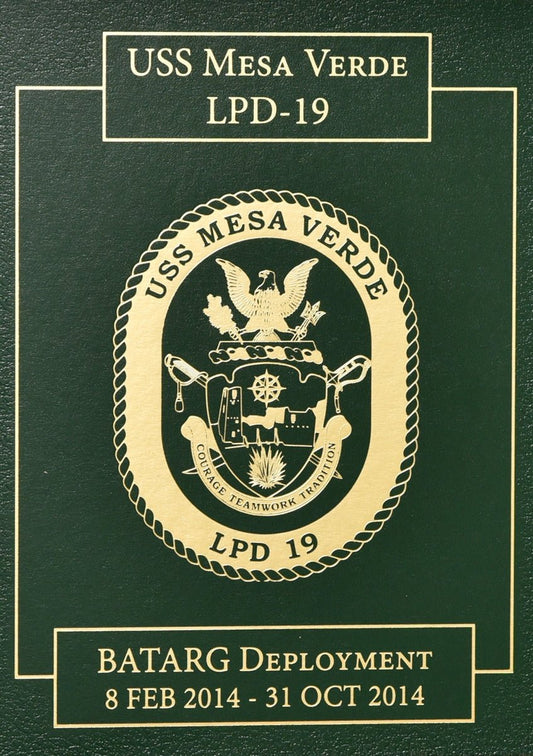 USS MESA VERDE
LPD-19
USS MESA VERDE
COURAGE TEAMWORK TRADITION
LPD 19
BATARG DEPLOYMENT
8 FEB 2014 - 31 OCT 2014